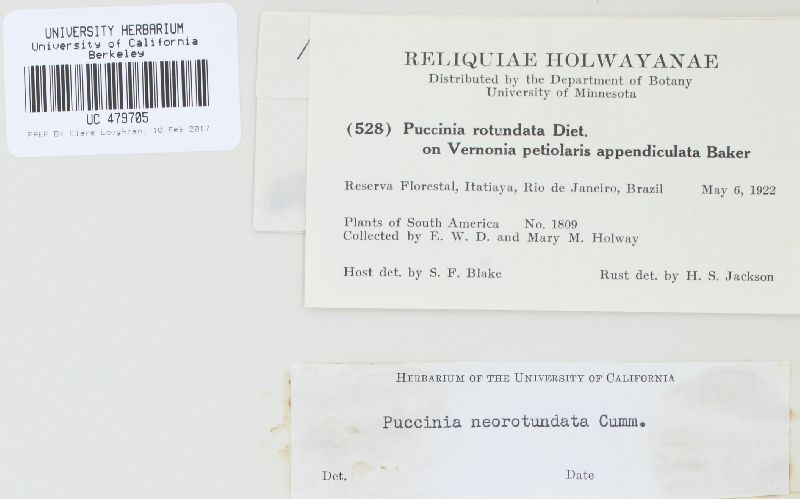 UNIVERSITY HERBARIUM
University of California
Berkeley
UC 479705
PREP BY Clare Loughran, 10 Feb 2017
RELIQUIAE HOLWAYANAE
Distributed by the Department of Botany
University of Minnesota
(528) Puccinia rotundata Diet.
on Vernonia petiolaris appendiculata Baker
Reserva Florestal, Itatiaya, Rio de Janeiro, Brazil May 6, 1922
Plants of South America No. 1809
Collected by E. W. D. and Mary M. Holway
Host det. by S. F. Blake Rust det. by H. S. Jackson
HERBARIUM OF THE UNIVERSITY OF CALIFORNIA
Puccinia neorotundata Cumm.
Det. Date